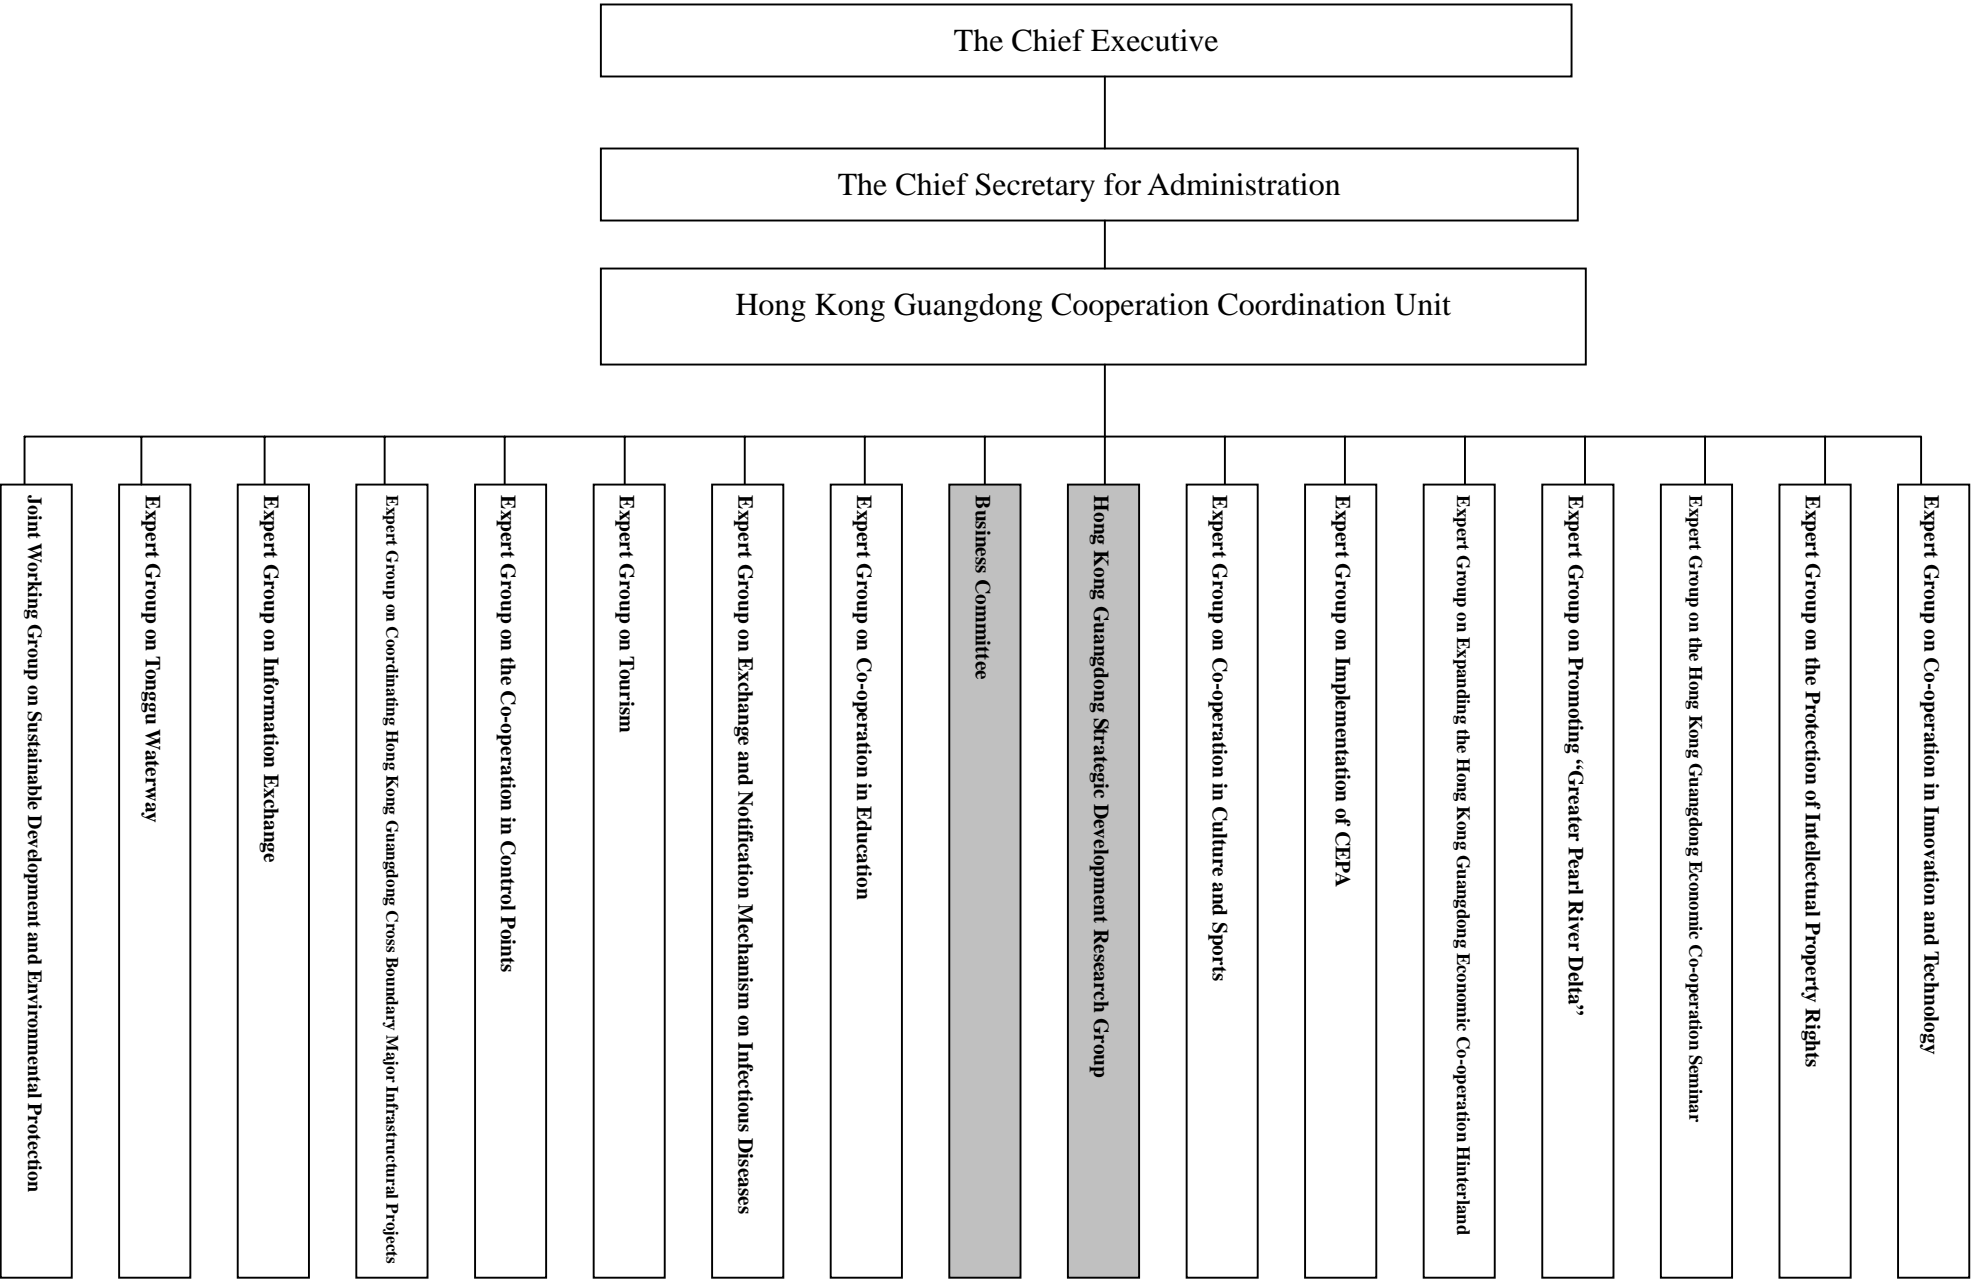 The Chief Executive
The Chief Secretary for Administration
Hong Kong Guangdong Cooperation Coordination Unit
Joint Working Group on Sustainable Development and Environmental Protection
Expert Group on Tonggu Waterway
Expert Group on Information Exchange
Expert Group on Coordinating Hong Kong Guangdong Cross Boundary Major Infrastructural Projects
Expert Group on the Co-operation in Control Points
Expert Group on Tourism
Expert Group on Exchange and Notification Mechanism on Infectious Diseases
Expert Group on Co-operation in Education
Business Committee
Hong Kong Guangdong Strategic Development Research Group
Expert Group on Co-operation in Culture and Sports
Expert Group on Implementation of CEPA
Expert Group on Expanding the Hong Kong Guangdong Economic Co-operation Hinterland
Expert Group on Promoting “Greater Pearl River Delta”
Expert Group on the Hong Kong Guangdong Economic Co-operation Seminar
Expert Group on the Protection of Intellectual Property Rights
Expert Group on Co-operation in Innovation and Technology